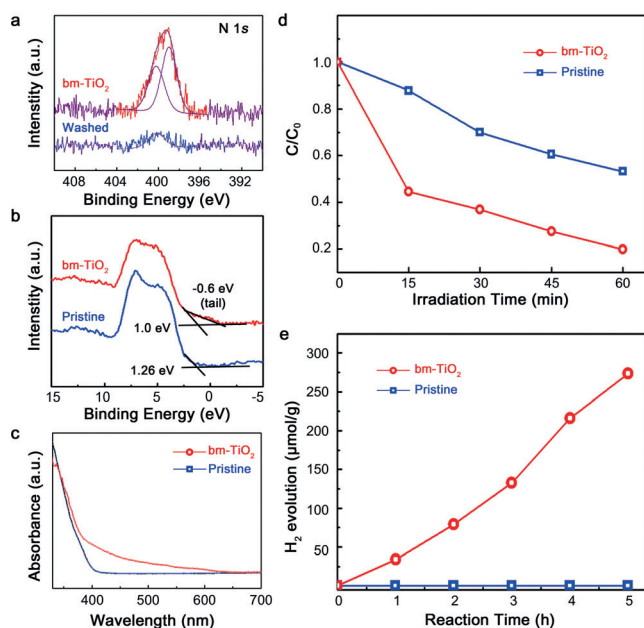 a
N 1s
bm-TiO2
Washed
Intenstity (a.u.)
408 404 400 396 392
Binding Energy (eV)
b
bm-TiO2
Pristine
-0.6 eV
(tail)
1.0 eV
1.26 eV
Intenstity (a.u.)
15 10 5 0 -5
Binding Energy (eV)
c
bm-TiO2
Pristine
Absorbance (a.u.)
400 500 600 700
Wavelength (nm)
d
bm-TiO2
Pristine
C/C0
1.0
0.8
0.6
0.4
0.2
0 15 30 45 60
Irradiation Time (min)
e
bm-TiO2
Pristine
H2 evolution (μmol/g)
300
250
200
150
100
50
0 1 2 3 4 5
Reaction Time (h)